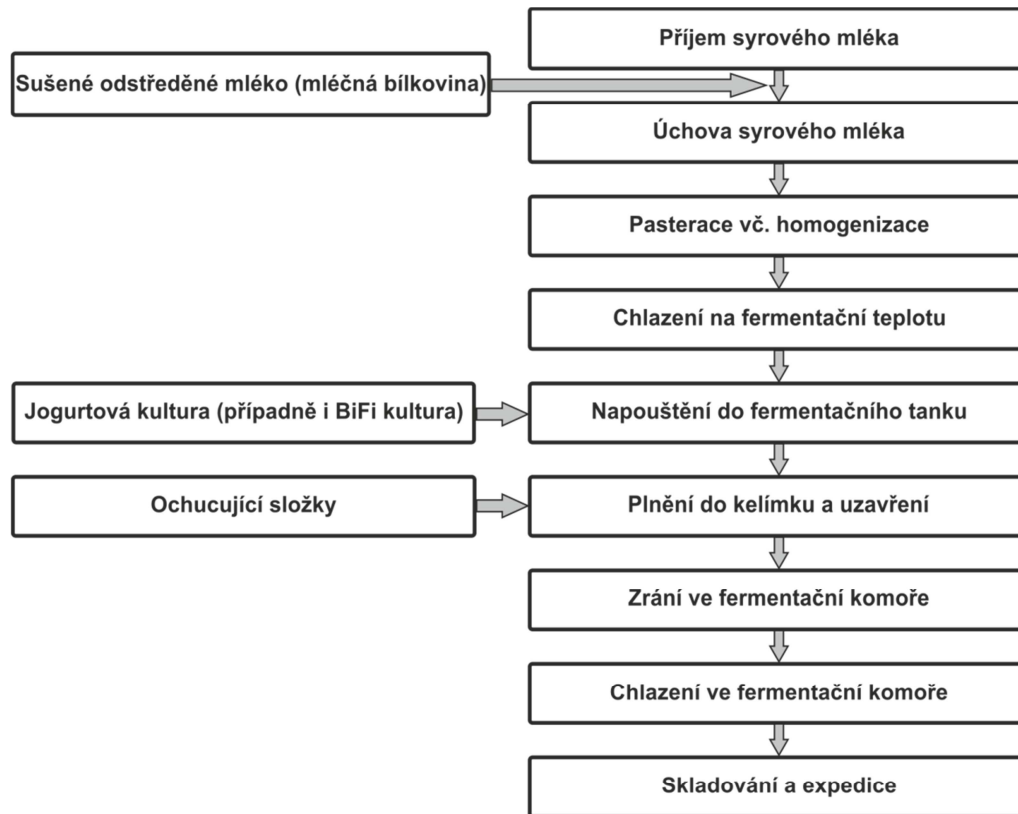 Příjem syrového mléka
Sušené odstředěné mléko (mléčná bílkovina)
Úchova syrového mléka
Pasterace vč. homogenizace
Chlazení na fermentační teplotu
Jogurtová kultura (případně i BiFi kultura)
Napouštění do fermentačního tanku
Ochucující složky
Plnění do kelímku a uzavření
Zrání ve fermentační komoře
Chlazení ve fermentační komoře
Skladování a expedice